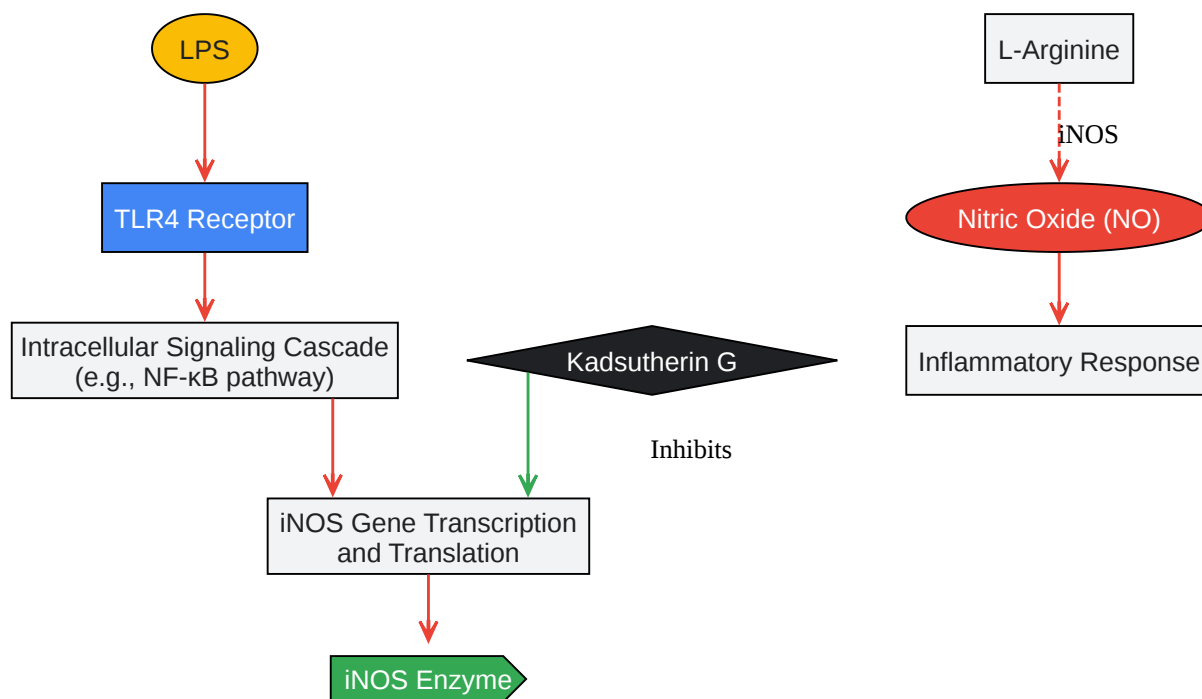 LPS
L-Arginine
iNOS
TLR4 Receptor
Nitric Oxide (NO)
Intracellular Signaling Cascade
(e.g., NF-κB pathway)
Kadsutherin G
Inflammatory Response
Inhibits
iNOS Gene Transcription
and Translation
iNOS Enzyme